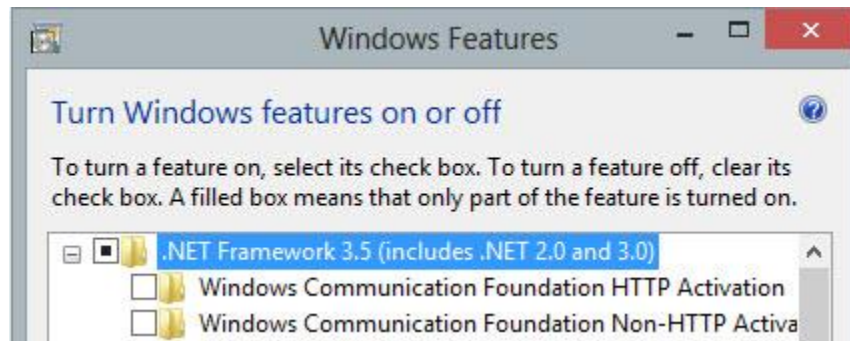 Windows Features
Turn Windows features on or off
To turn a feature on, select its check box. To turn a feature off, clear its
check box. A filled box means that only part of the feature is turned on.
.NET Framework 3.5 (includes .NET 2.0 and 3.0)
Windows Communication Foundation HTTP Activation
Windows Communication Foundation Non-HTTP Activa